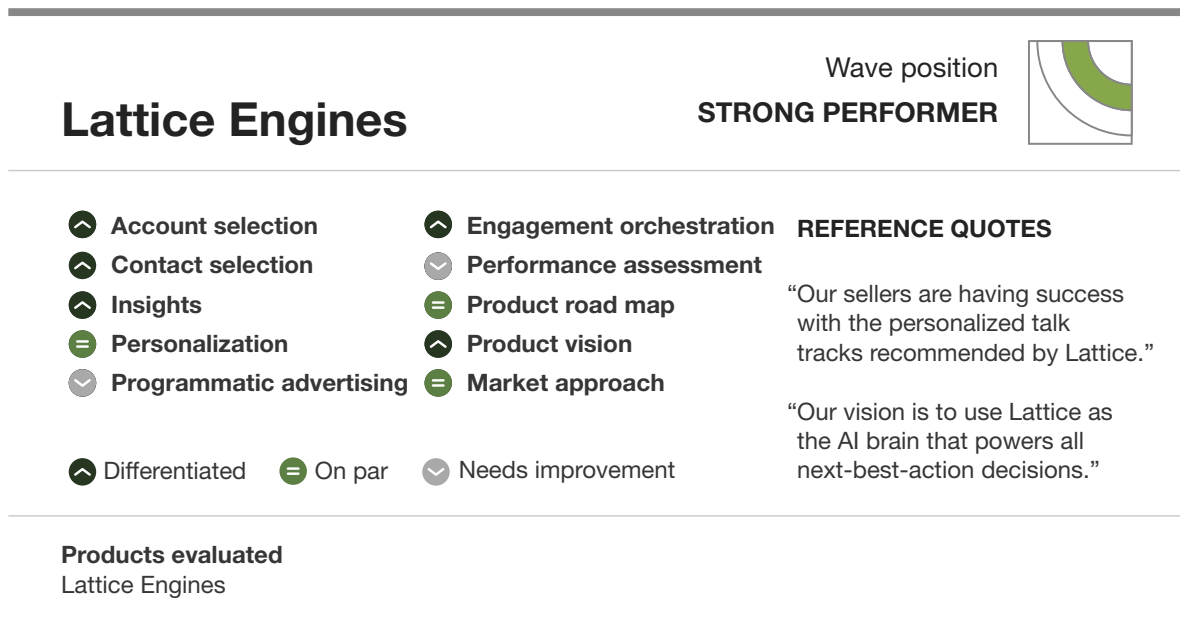 Wave position
STRONG PERFORMER
Lattice Engines
Account selection
Contact selection
Insights
Personalization
Programmatic advertising
Engagement orchestration
Performance assessment
Product road map
Product vision
Market approach
Differentiated
On par
Needs improvement
REFERENCE QUOTES
“Our sellers are having success
with the personalized talk
tracks recommended by Lattice.”
“Our vision is to use Lattice as
the AI brain that powers all
next-best-action decisions.”
Products evaluated
Lattice Engines